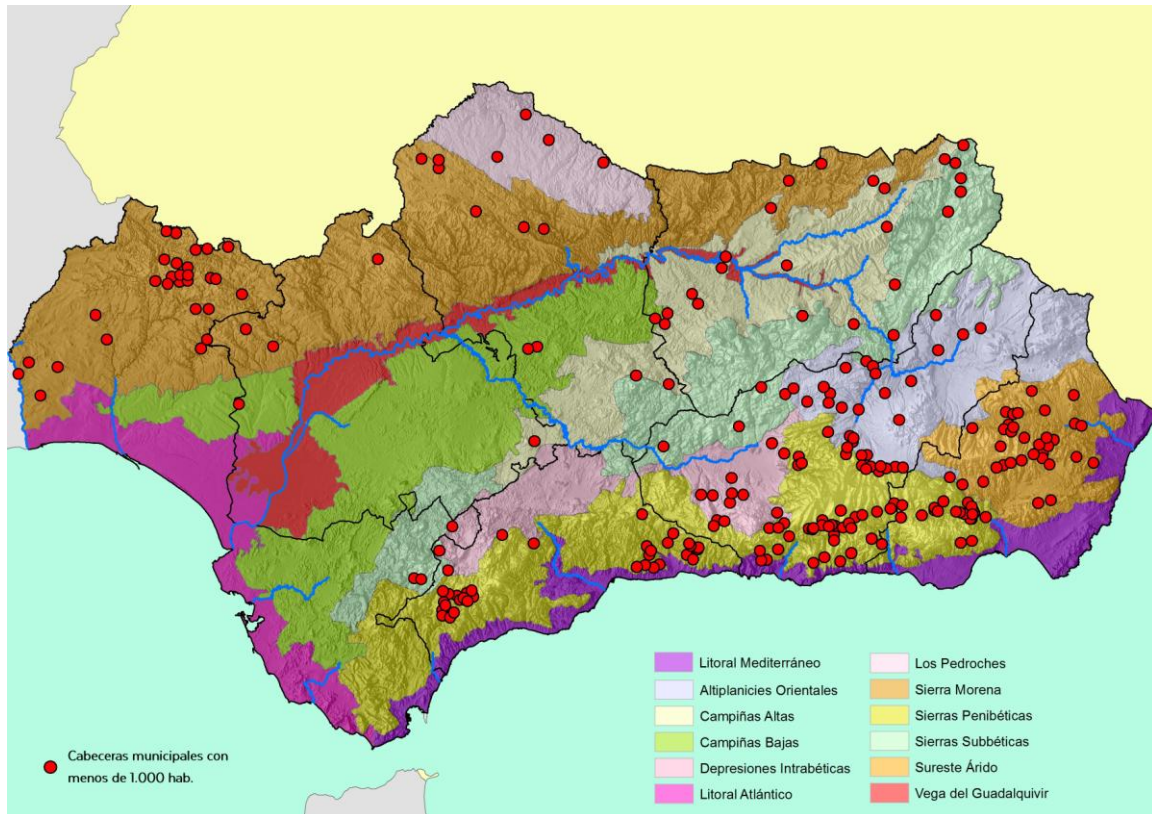 Litoral Mediterráneo
Altiplanicies Orientales
Campiñas Altas
Campiñas Bajas
Depresiones Intrabéticas
Litoral Atlántico
Los Pedroches
Sierra Morena
Sierras Penibéticas
Sierras Subbéticas
Sureste Árido
Vega del Guadalquivir
Cabeceras municipales con
menos de 1.000 hab.